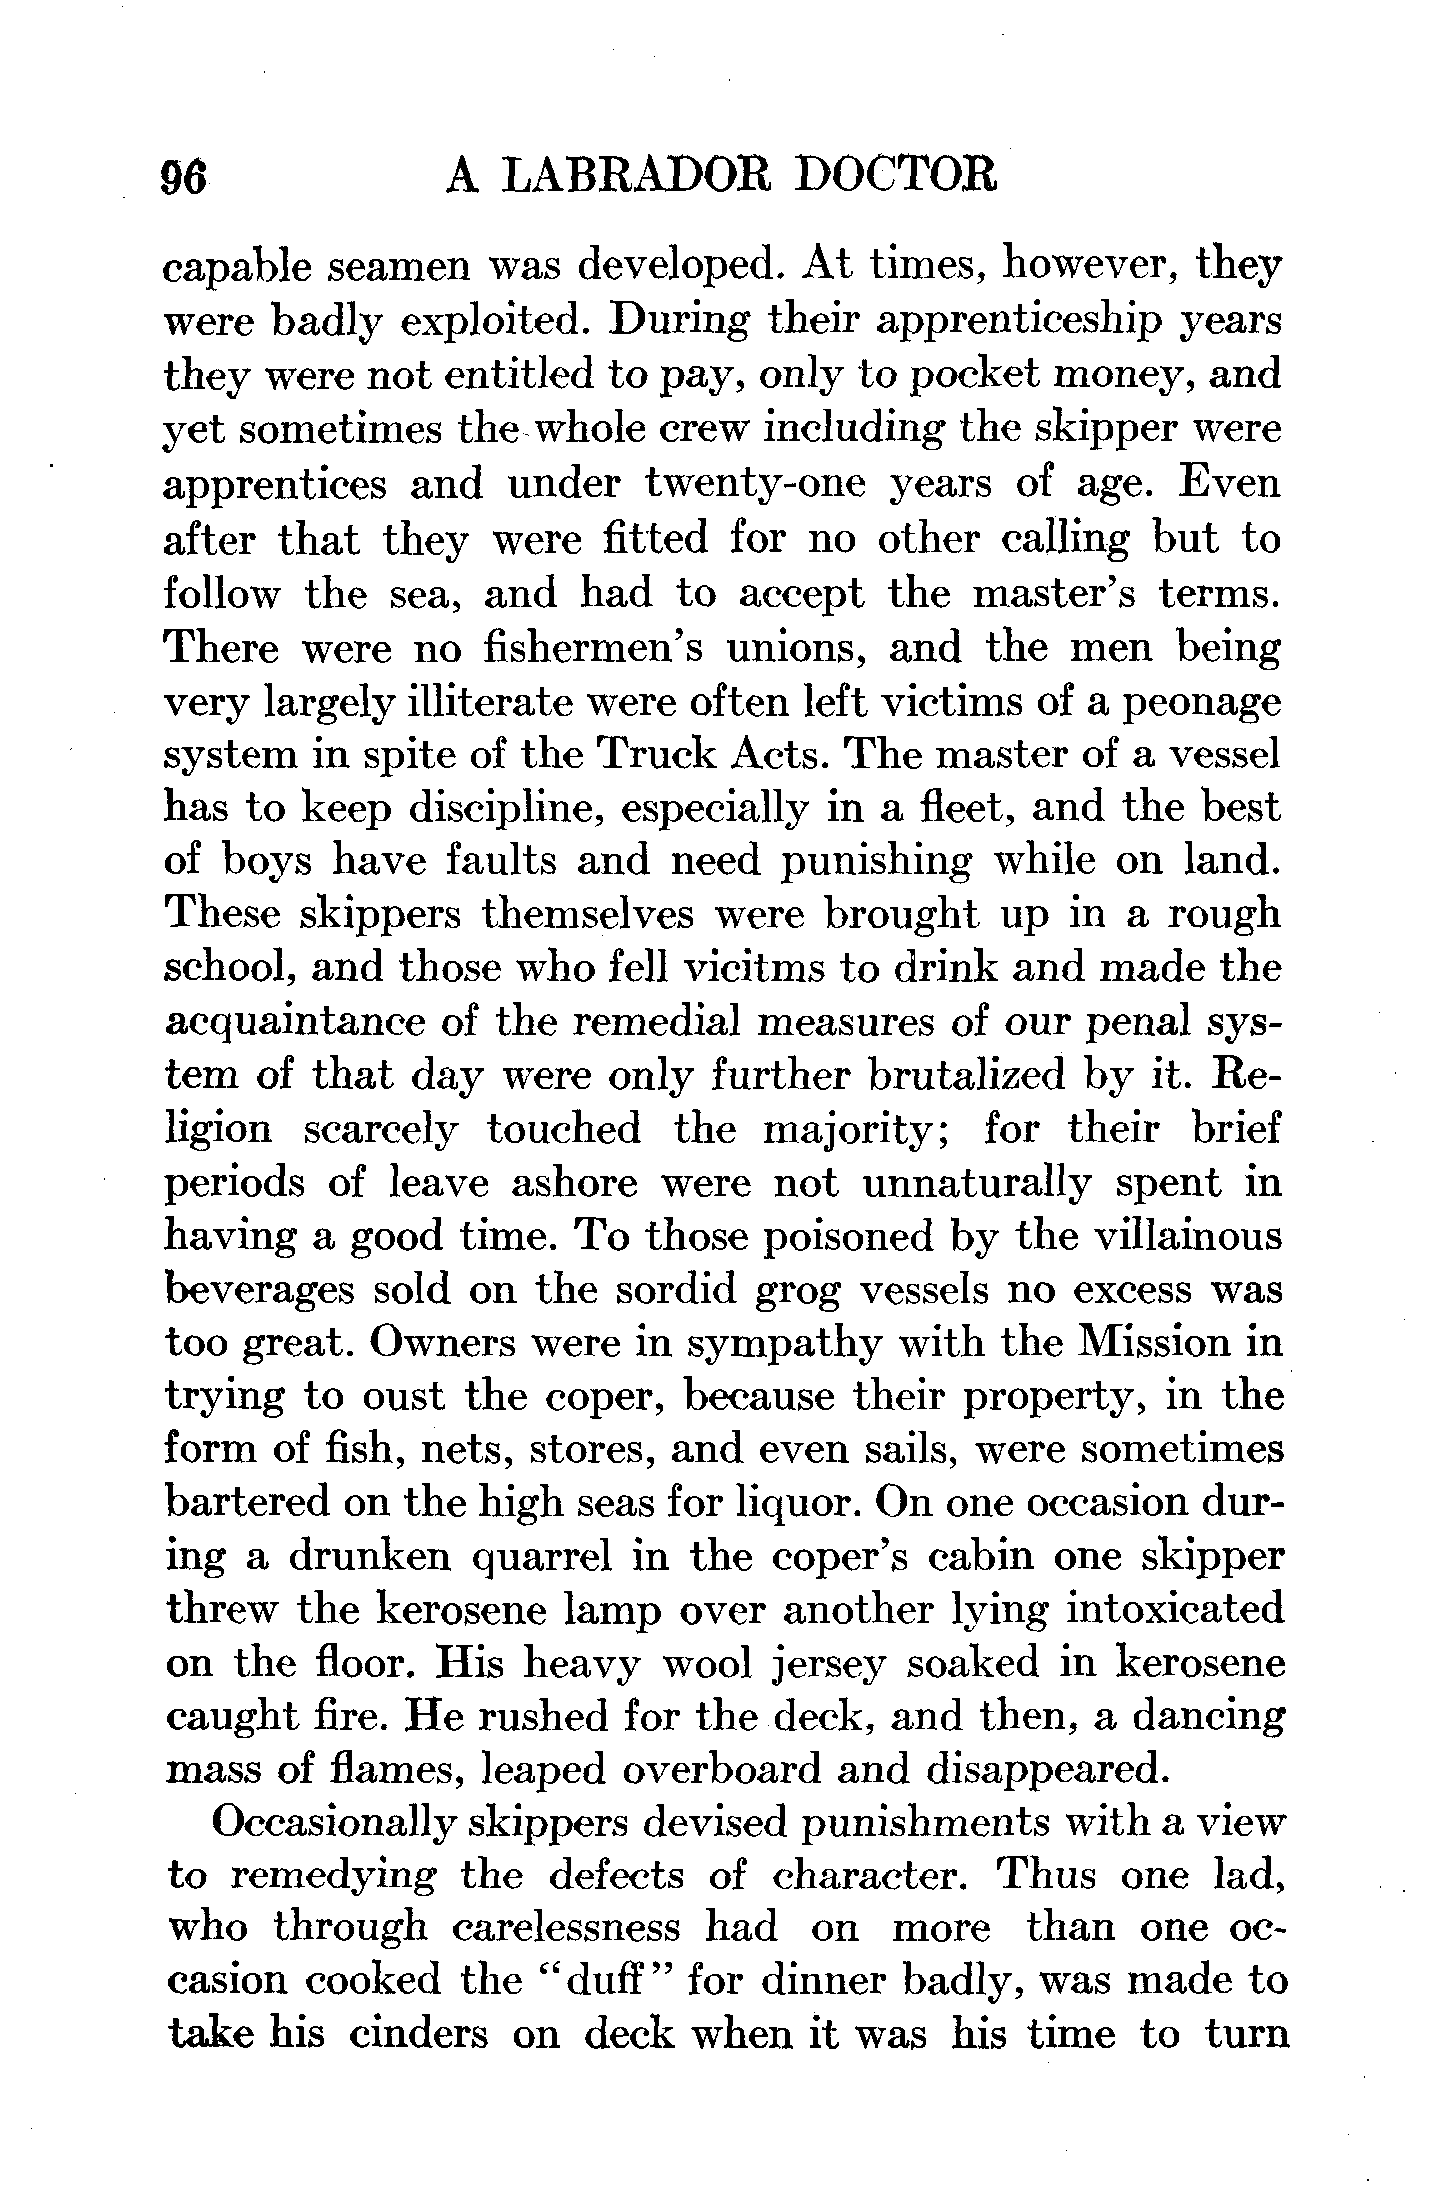 96 A LABRADOR DOCTOR
capable seamen was developed. At times, however, they
were badly exploited. During their apprenticeship years
they were not entitled to pay, only to pocket money, and
yet sometimes the whole crew including the skipper were
apprentices and under twenty-one years of age. Even
after that they were fitted for no other calling but to
follow the sea, and had to accept the master's terms.
There were no fishermen's unions, and the men being
very largely illiterate were often left victims of a peonage
system in spite of the Truck Acts. The master of a vessel
has to keep discipline, especially in a fleet, and the best
of boys have faults and need punishing while on land.
These skippers themselves were brought up in a rough
school, and those who fell vicitms to drink and made the
acquaintance of the remedial measures of our penal sys-
tem of that day were only further brutalized by it. Re-
ligion scarcely touched the majority; for their brief
periods of leave ashore were not unnaturally spent in
having a good time. To those poisoned by the villainous
beverages sold on the sordid grog vessels no excess was
too great. Owners were in sympathy with the Mission in
trying to oust the coper, because their property, in the
form of fish, nets, stores, and even sails, were sometimes
bartered on the high seas for liquor. On one occasion dur-
ing a drunken quarrel in the coper's cabin one skipper
threw the kerosene lamp over another lying intoxicated
on the floor. His heavy wool jersey soaked in kerosene
caught fire. He rushed for the deck, and then, a dancing
mass of flames, leaped overboard and disappeared.
Occasionally skippers devised punishments with a view
to remedying the defects of character. Thus one lad,
who through carelessness had on more than one oc-
casion cooked the "duff" for dinner badly, was made to
take his cinders on deck when it was his time to turn